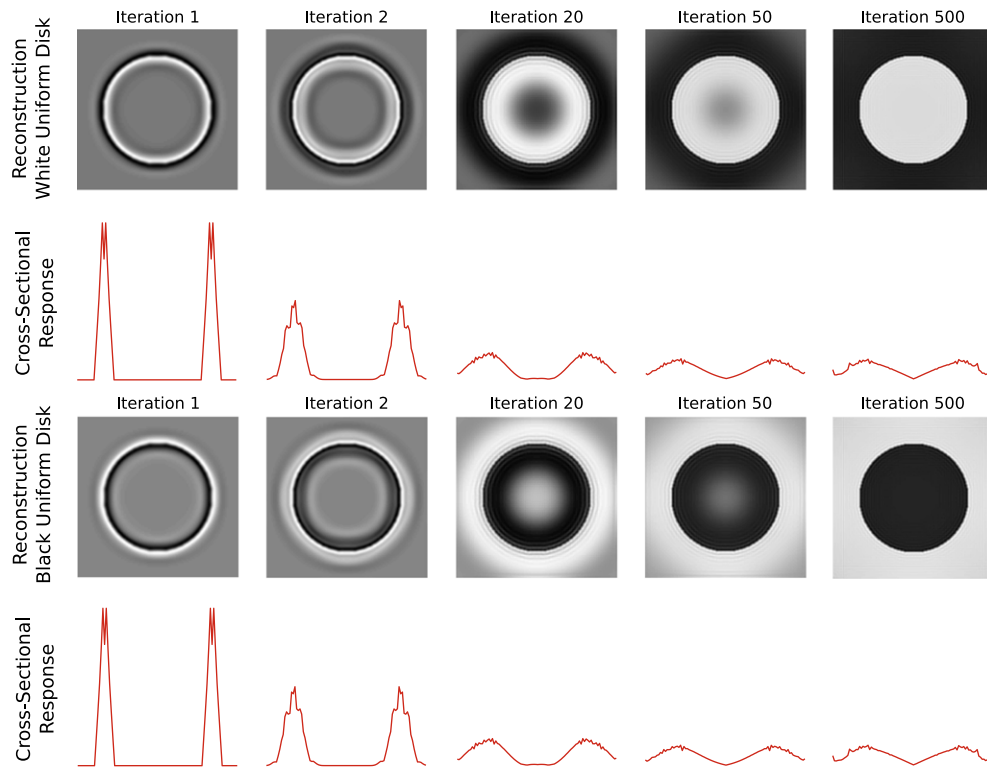 Iteration 1
Iteration 2
Iteration 20
Iteration 50
Iteration 500
Reconstruction
White Uniform Disk
Cross-Sectional
Response
Iteration 1
Iteration 2
Iteration 20
Iteration 50
Iteration 500
Reconstruction
Black Uniform Disk
Cross-Sectional
Response